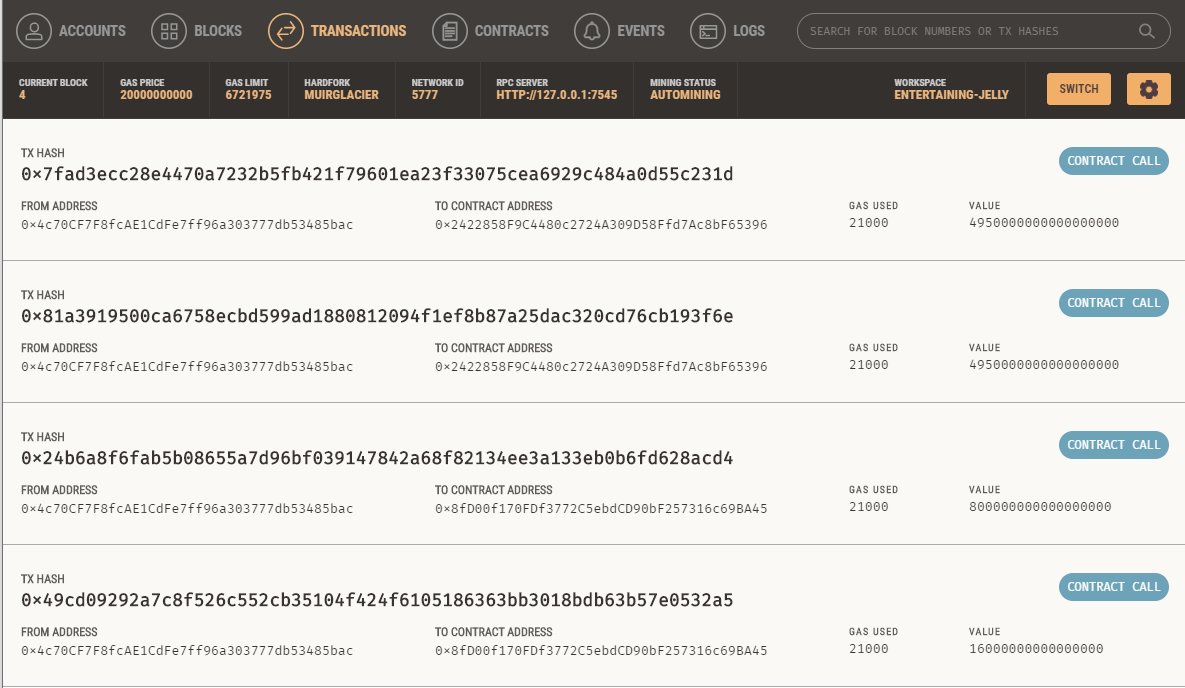 ACCOUNTS BLOCKS TRANSACTIONS CONTRACTS EVENTS LOGS SEARCH FOR BLOCK NUMBERS OR TX HASHES
CURRENT BLOCK GAS PRICE GAS LIMIT HARDFORK NETWORK ID RPC SERVER MINING STATUS WORKSPACE
4 20000000000 6721975 MUIRGLACIER 5777 HTTP://127.0.0.1:7545 AUTOMINING ENTERTAINING-JELLY SWITCH
TX HASH
0×7fad3ecc28e4470a7232b5fb421f79601ea23f33075cea6929c484a0d55c231d CONTRACT CALL
FROM ADDRESS TO CONTRACT ADDRESS GAS USED VALUE
0×4c70CF7F8fcAE1CdFe7ff96a303777db53485bac 0×2422858F9C4480c2724A309D58Ffd7Ac8bF65396 21000 4950000000000000000
TX HASH
0×81a3919500ca6758ecbd599ad1880812094f1ef8b87a25dac320cd76cb193f6e CONTRACT CALL
FROM ADDRESS TO CONTRACT ADDRESS GAS USED VALUE
0×4c70CF7F8fcAE1CdFe7ff96a303777db53485bac 0×2422858F9C4480c2724A309D58Ffd7Ac8bF65396 21000 4950000000000000000
TX HASH
0×24b6a8f6fab5b08655a7d96bf039147842a68f82134ee3a133eb0b6fd628acd4 CONTRACT CALL
FROM ADDRESS TO CONTRACT ADDRESS GAS USED VALUE
0×4c70CF7F8fcAE1CdFe7ff96a303777db53485bac 0×8fD00f170FDf3772C5ebdCD90bF257316c69BA45 21000 800000000000000000
TX HASH
0×49cd09292a7c8f526c552cb35104f424f6105186363bb3018bdb63b57e0532a5 CONTRACT CALL
FROM ADDRESS TO CONTRACT ADDRESS GAS USED VALUE
0×4c70CF7F8fcAE1CdFe7ff96a303777db53485bac 0×8fD00f170FDf3772C5ebdCD90bF257316c69BA45 21000 16000000000000000